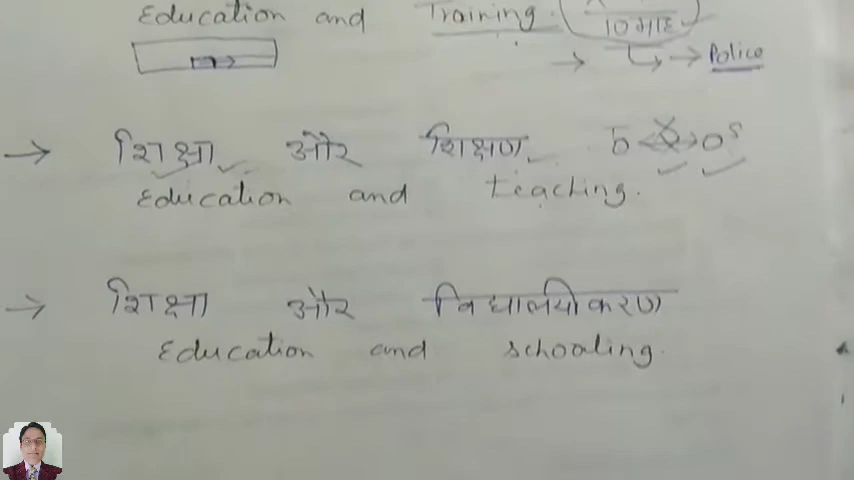 Education and Training. 10 माह
→ → Police
→ शिक्षा और शिक्षण
Education and teaching.
→ शिक्षा और विद्यालयीकरण
Education and schooling.